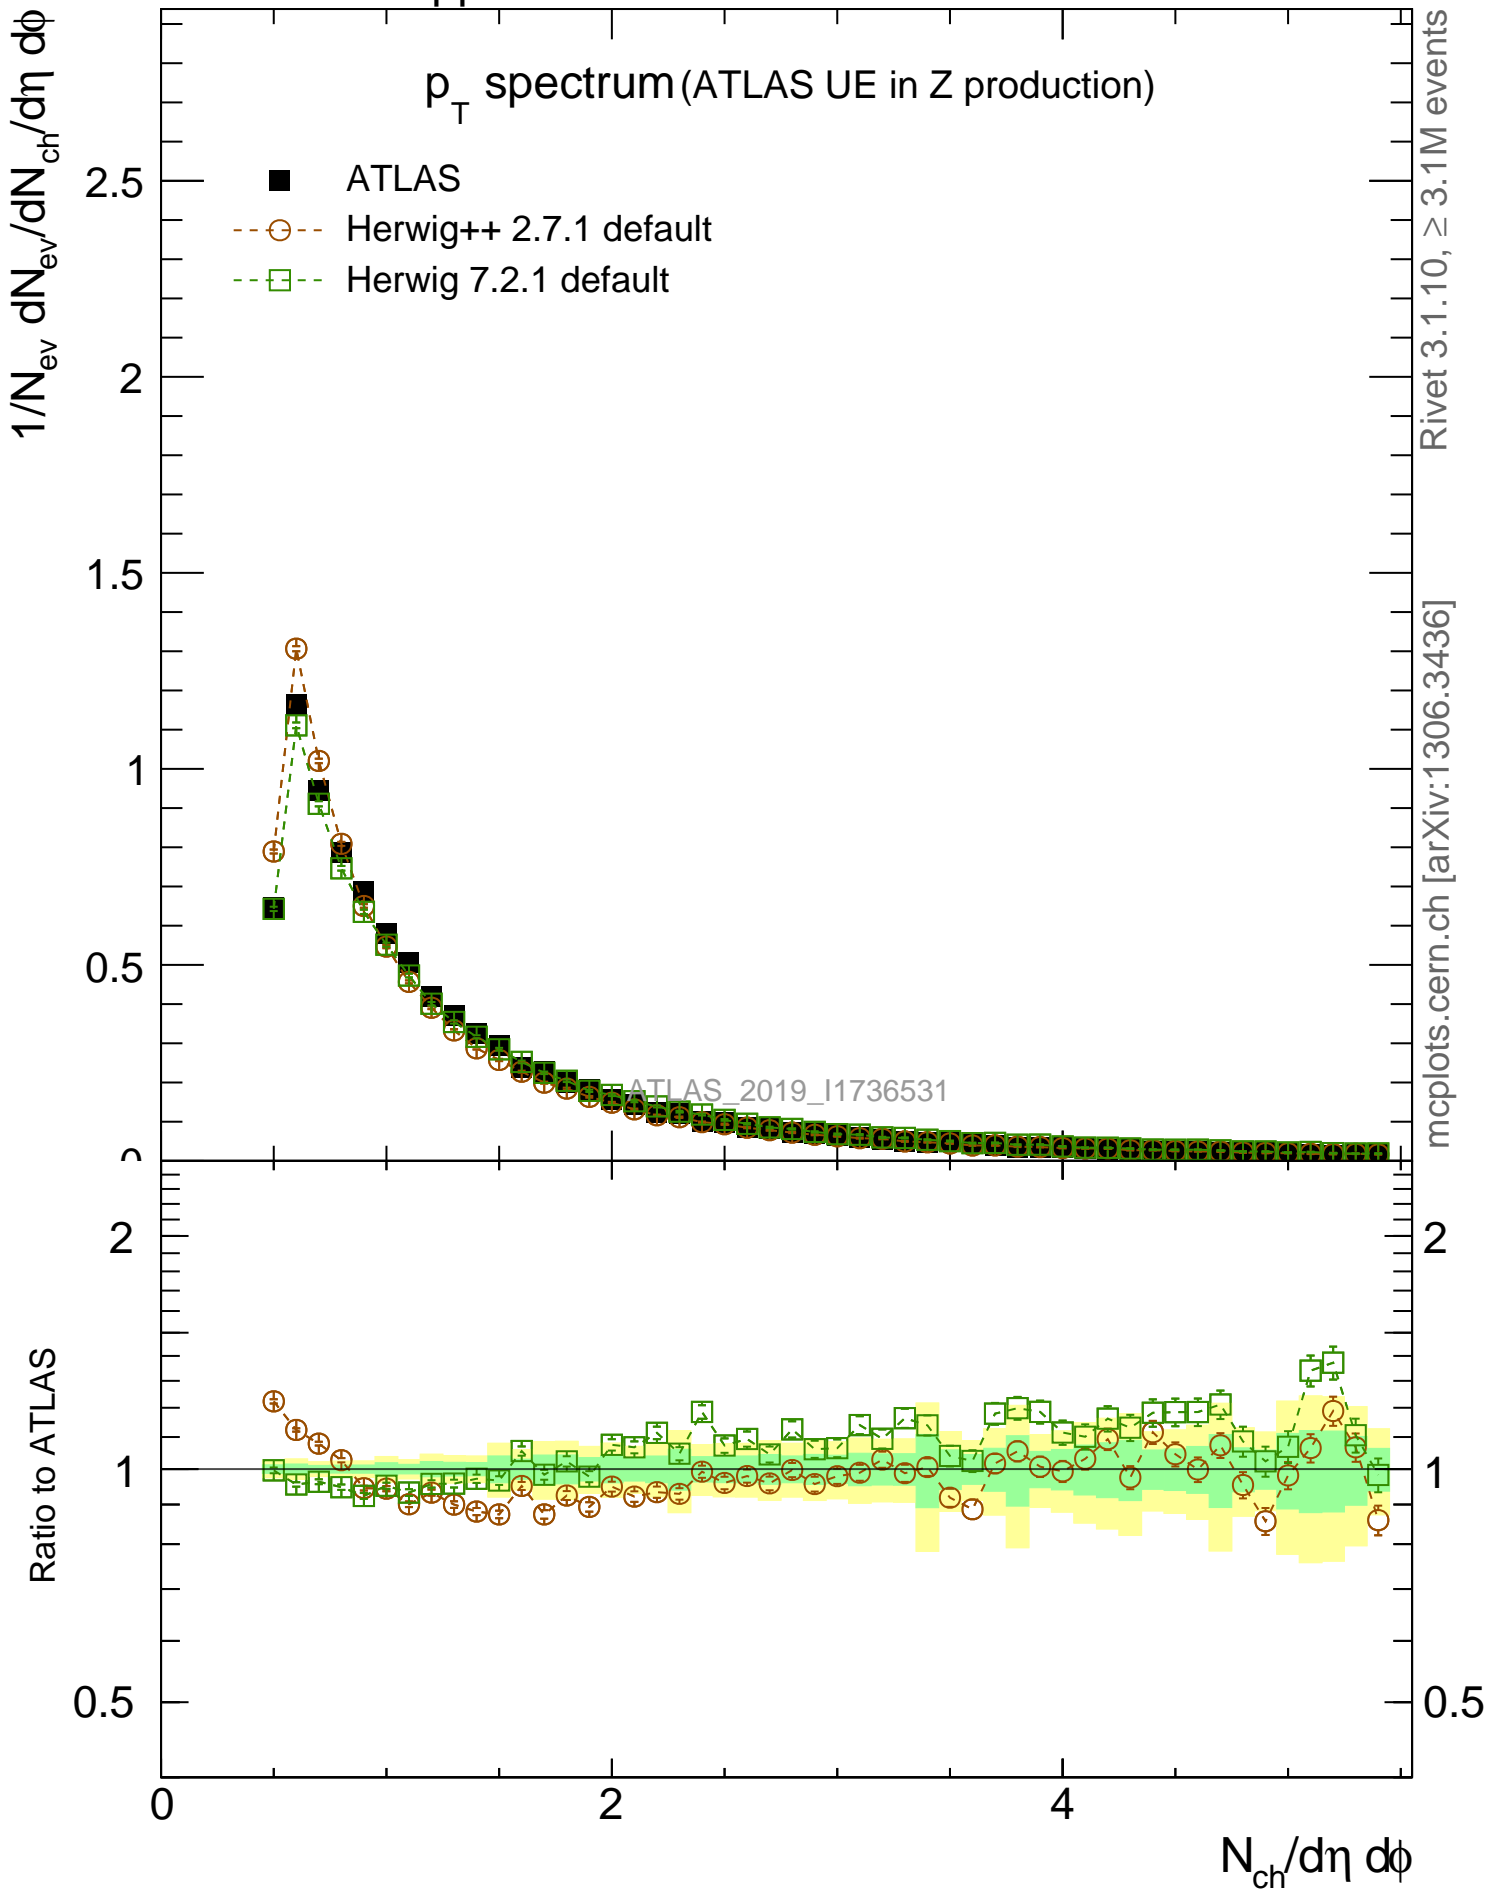 p_T spectrum (ATLAS UE in Z production)
1/N_ev dN_ev/dN_ch/dη dϕ
ATLAS
Herwig++ 2.7.1 default
Herwig 7.2.1 default
2.5
2
1.5
1
0.5
0
ATLAS_2019_I1736531
Rivet 3.1.10, ≥ 3.1M events
mcplots.cern.ch [arXiv:1306.3436]
Ratio to ATLAS
2
1
0.5
2
1
0.5
0
2
4
N_ch/dη dϕ